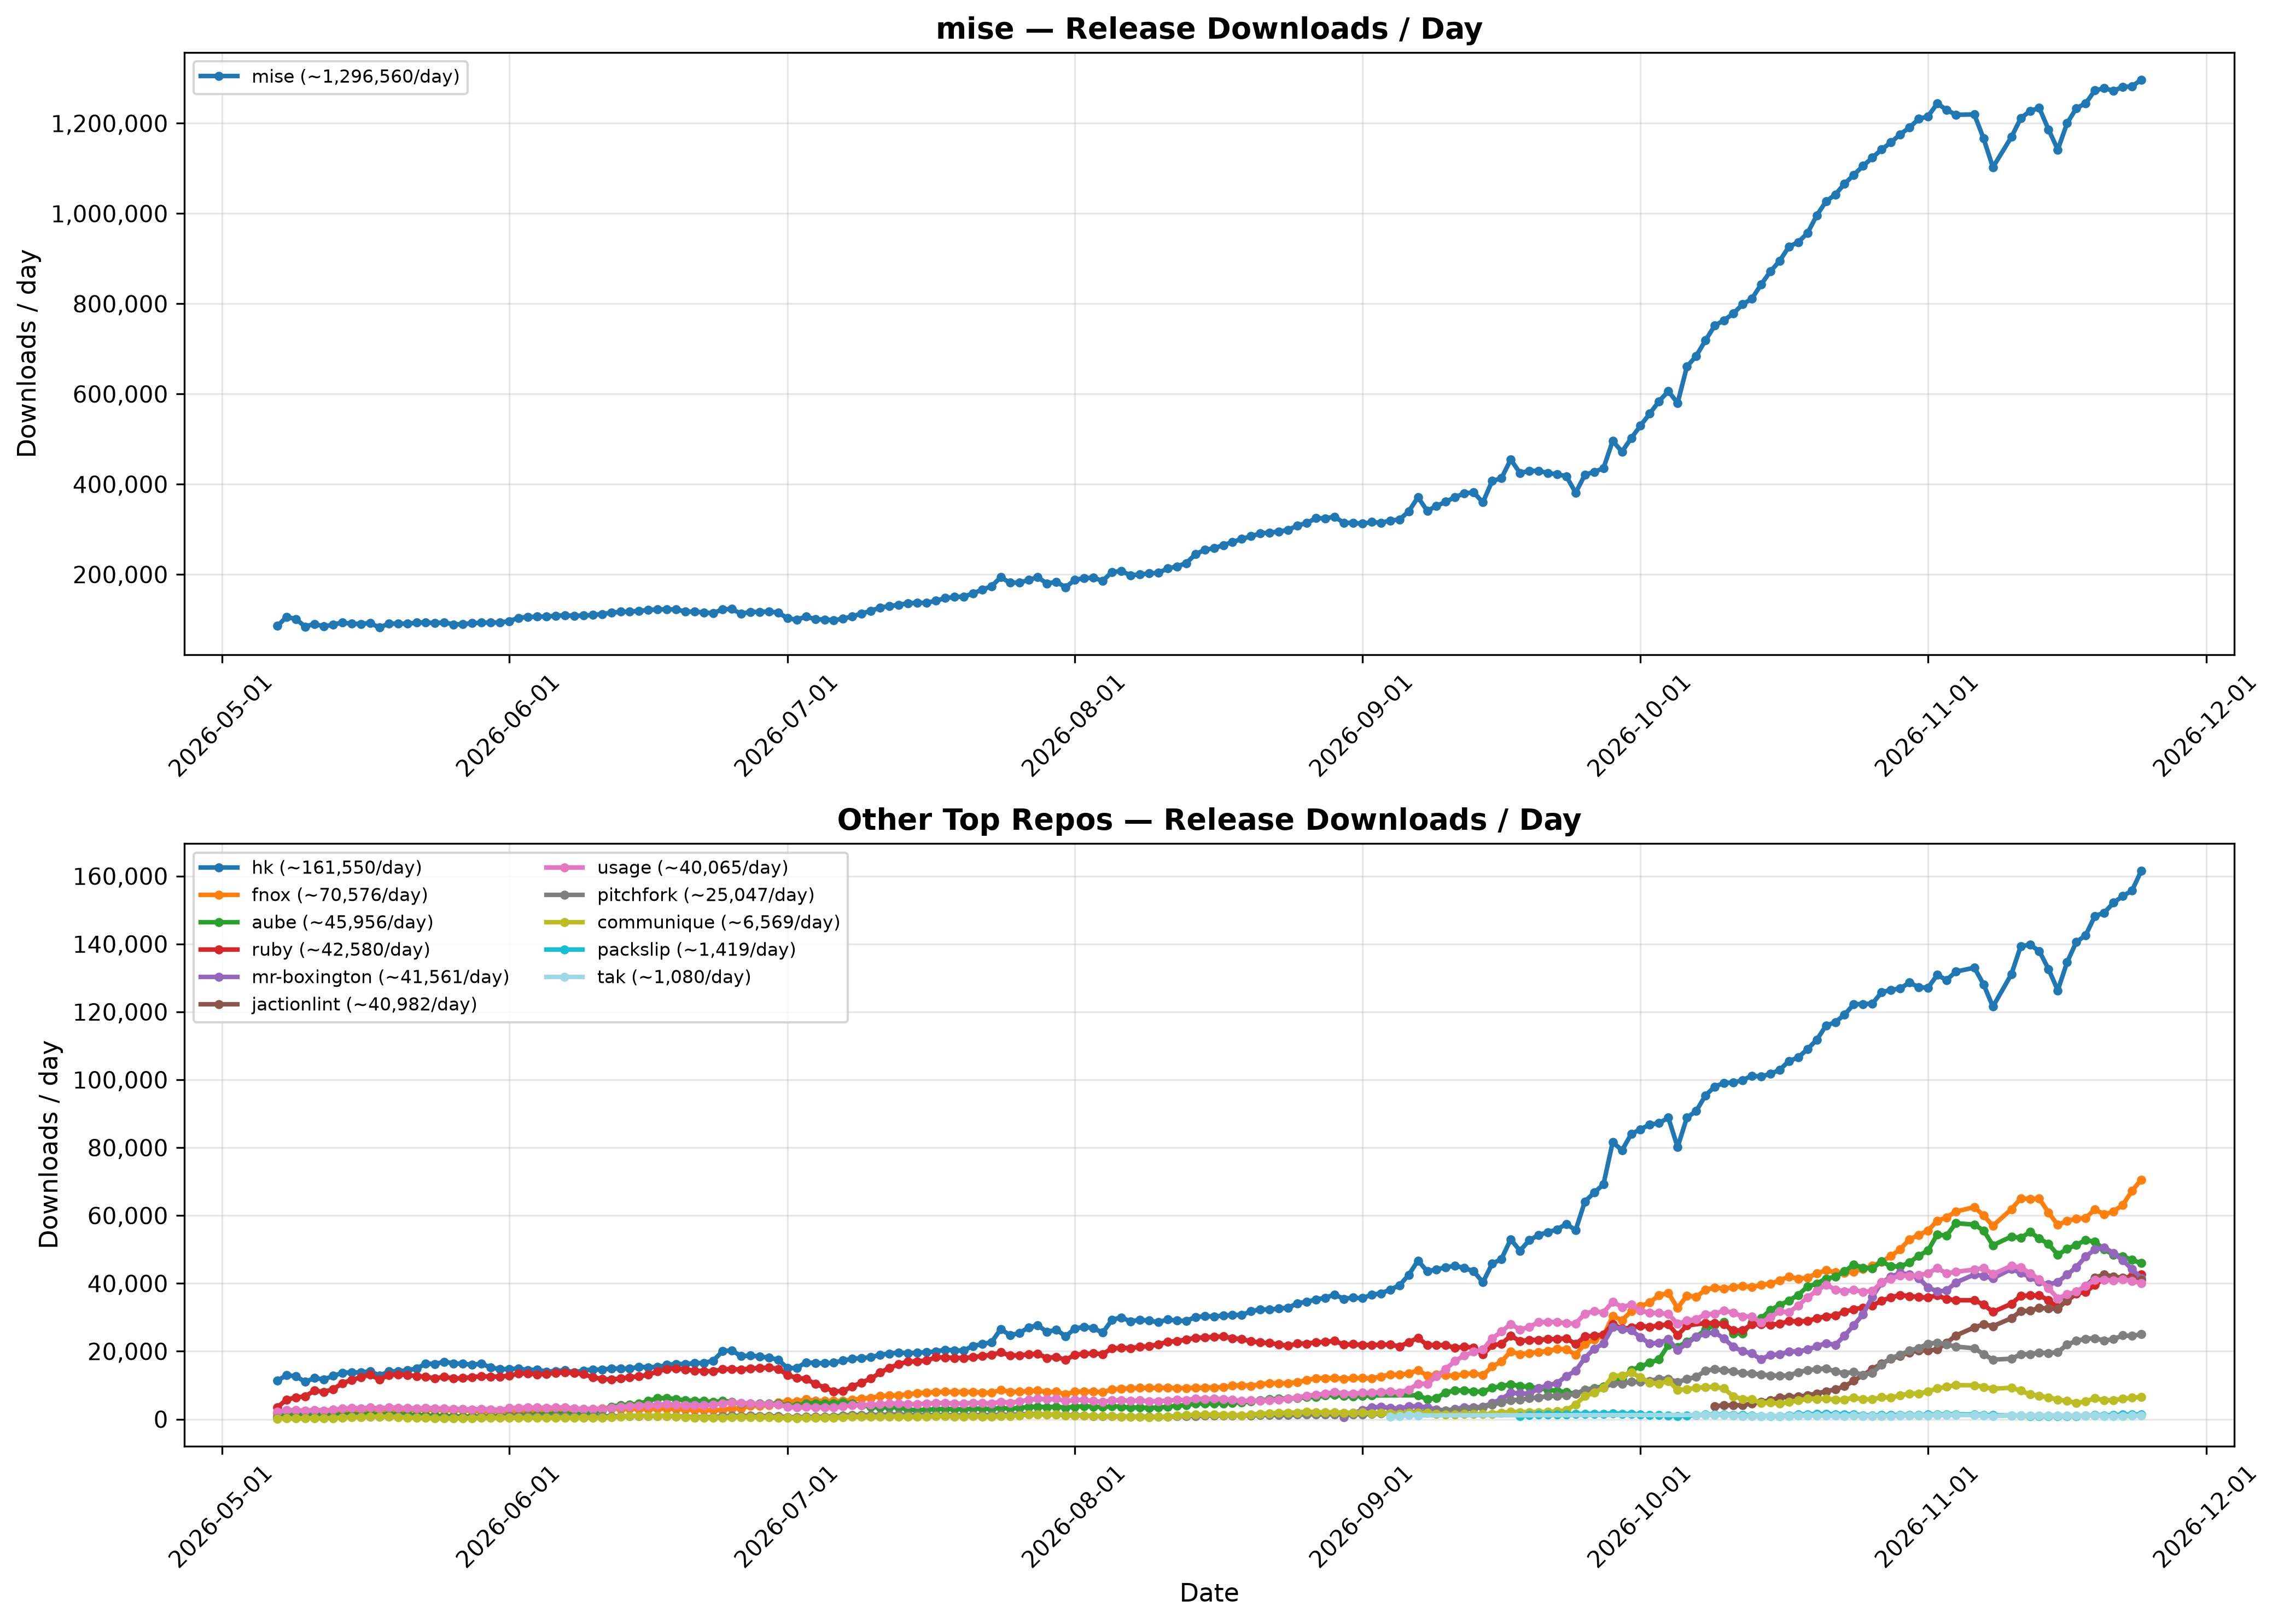 mise — Release Downloads / Day
mise (~1,296,560/day)
Downloads / day
1,200,000
1,000,000
800,000
600,000
400,000
200,000
2026-05-01
2026-06-01
2026-07-01
2026-08-01
2026-09-01
2026-10-01
2026-11-01
2026-12-01
Other Top Repos — Release Downloads / Day
hk (~161,550/day)
fnox (~70,576/day)
aube (~45,956/day)
ruby (~42,580/day)
mr-boxington (~41,561/day)
jactionlint (~40,982/day)
usage (~40,065/day)
pitchfork (~25,047/day)
communique (~6,569/day)
packslip (~1,419/day)
tak (~1,080/day)
Downloads / day
160,000
140,000
120,000
100,000
80,000
60,000
40,000
20,000
0
2026-05-01
2026-06-01
2026-07-01
2026-08-01
2026-09-01
2026-10-01
2026-11-01
2026-12-01
Date